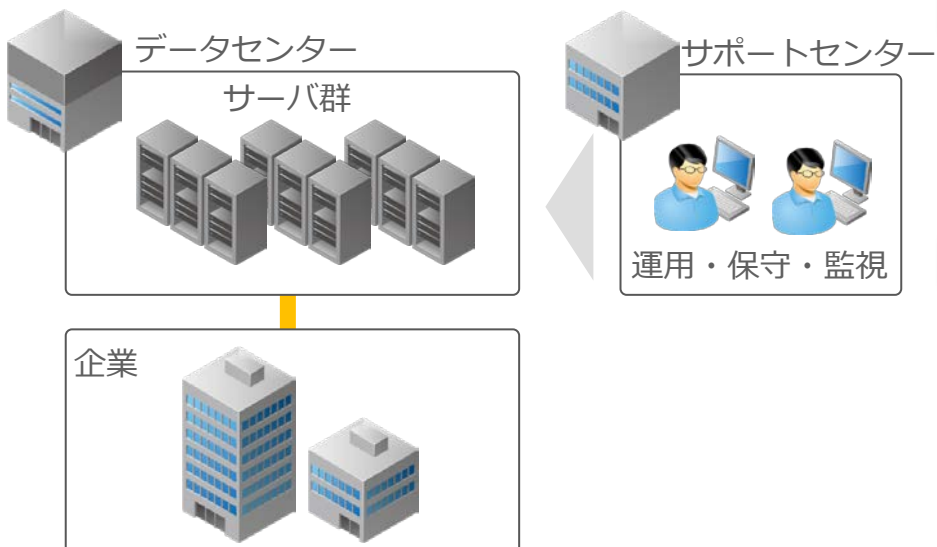 データセンター
サーバ群
サポートセンター
運用・保守・監視
企業